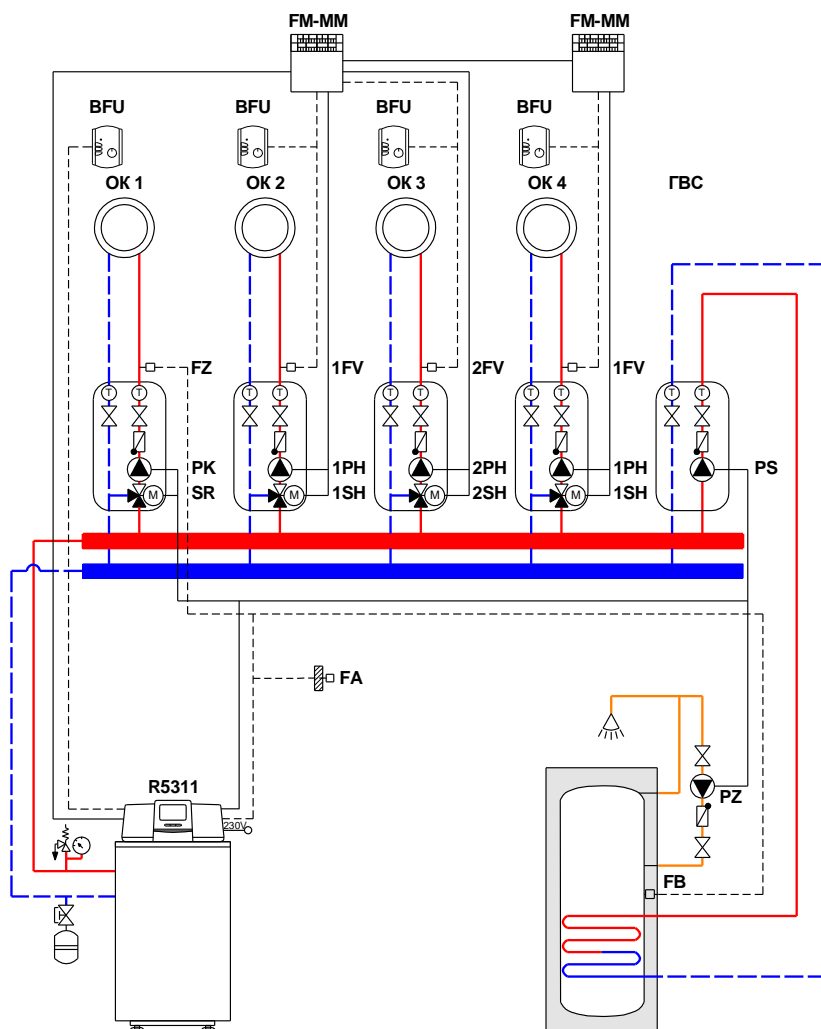 FM-MM FM-MM
BFU BFU BFU BFU
ОК 1 ОК 2 ОК 3 ОК 4 ГВС
FZ 1FV 2FV 1FV
T T T T T T T T T T
PK 1PH 2PH 1PH PS
SR 1SH 2SH 1SH
M M M M
FA
R5311
230V
PZ
FB